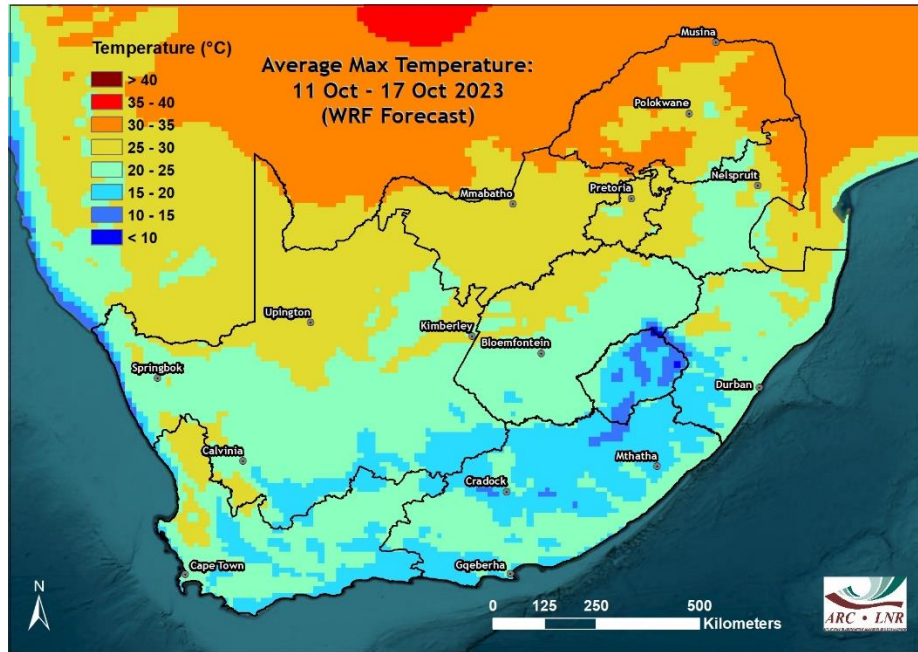 Temperature (°C)
> 40
35 - 40
30 - 35
25 - 30
20 - 25
15 - 20
10 - 15
< 10
Average Max Temperature:
11 Oct - 17 Oct 2023
(WRF Forecast)
Musina
Polokwane
Mmabatho
Pretoria
Nelspruit
Upington
Kimberley
Bloemfontein
Springbok
Durban
Calvinia
Mthatha
Cradock
Cape Town
Gqeberha
N
0 125 250 500
Kilometers
ARC • LNR